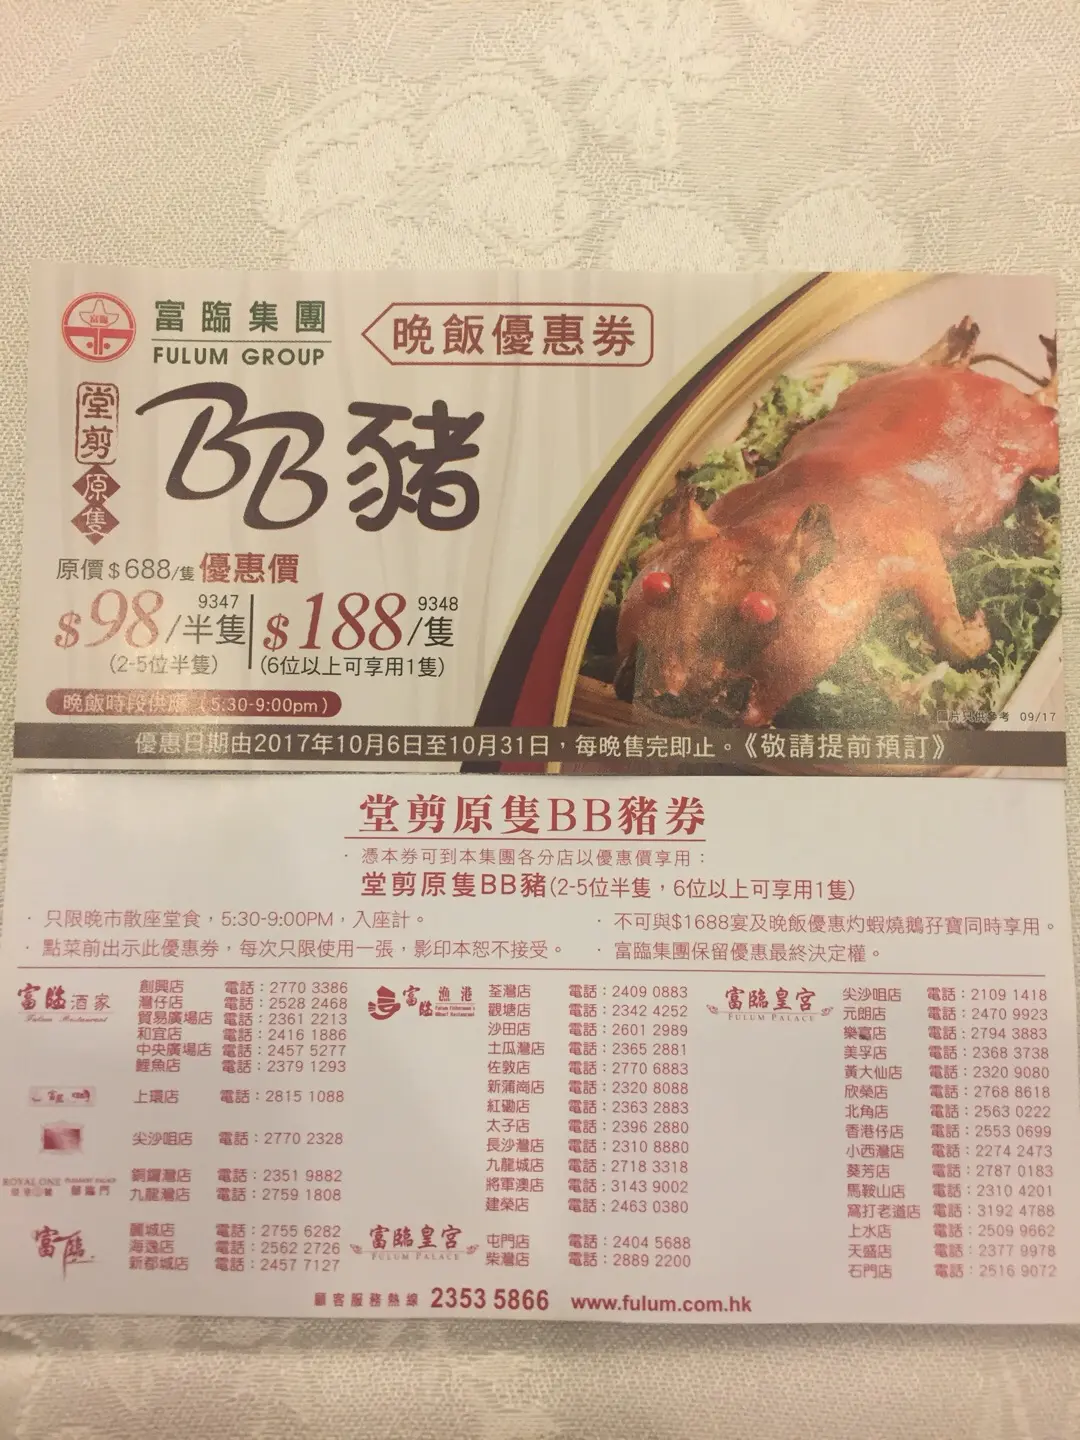 富臨集團
FULUM GROUP
晚飯優惠券
堂剪原隻
BB豬
原價$688/隻 優惠價
$98/半隻 9347
$188/隻 9348
(2-5位半隻) (6位以上可享用1隻)
晚飯時段供應 (5:30-9:00pm)
圖片只供參考 09/17
優惠日期由2017年10月6日至10月31日，每晚售完即止。《敬請提前預訂》
堂剪原隻BB豬券
· 憑本券可到本集團各分店以優惠價享用：
堂剪原隻BB豬(2-5位半隻，6位以上可享用1隻)
· 只限晚市散座堂食，5:30-9:00PM，入座計。
· 點菜前出示此優惠券，每次只限使用一張，影印本恕不接受。
· 不可與$1688宴及晚飯優惠灼蝦燒鵝孖寶同時享用。
· 富臨集團保留優惠最終決定權。
富臨酒家
Fulum Restaurant
創興店 電話：2770 3386
灣仔店 電話：2528 2468
貿易廣場店 電話：2361 2213
和宜店 電話：2416 1886
中央廣場店 電話：2457 5277
鯉魚店 電話：2379 1293
上環店 電話：2815 1088
尖沙咀店 電話：2770 2328
ROYAL ONE PLEASANT PALACE
銅鑼灣店 電話：2351 9882
九龍灣店 電話：2759 1808
富臨
麗城店 電話：2755 6282
海逸店 電話：2562 2726
新都城店 電話：2457 7127
富臨漁港
荃灣店 電話：2409 0883
觀塘店 電話：2342 4252
沙田店 電話：2601 2989
土瓜灣店 電話：2365 2881
佐敦店 電話：2770 6883
新蒲崗店 電話：2320 8088
紅磡店 電話：2363 2883
太子店 電話：2396 2880
長沙灣店 電話：2310 8880
九龍城店 電話：2718 3318
將軍澳店 電話：3143 9002
建榮店 電話：2463 0380
富臨皇宮
FULUM PALACE
屯門店 電話：2404 5688
柴灣店 電話：2889 2200
富臨皇宮
FULUM PALACE
尖沙咀店 電話：2109 1418
元朗店 電話：2470 9923
樂富店 電話：2794 3883
美孚店 電話：2368 3738
黃大仙店 電話：2320 9080
欣榮店 電話：2768 8618
北角店 電話：2563 0222
香港仔店 電話：2553 0699
小西灣店 電話：2274 2473
葵芳店 電話：2787 0183
馬鞍山店 電話：2310 4201
窩打老道店 電話：3192 4788
上水店 電話：2509 9662
天盛店 電話：2377 9978
石門店 電話：2516 9072
顧客服務熱線 2353 5866 www.fulum.com.hk